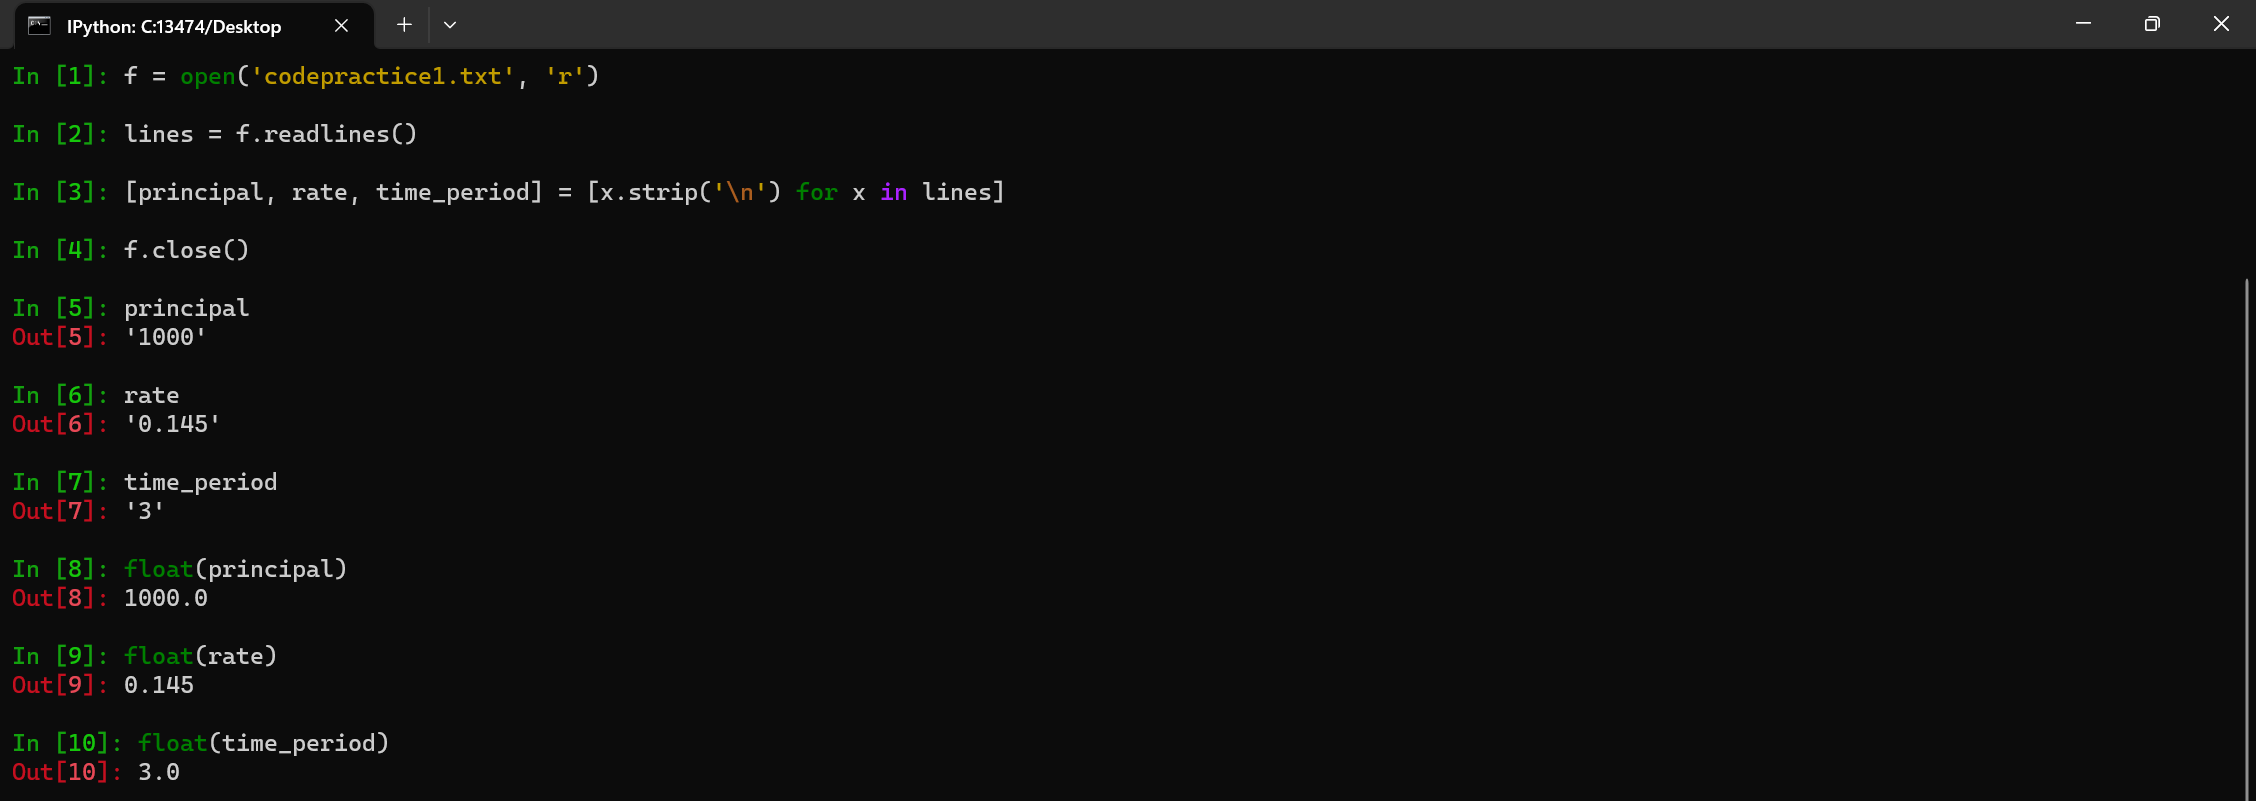 IPython: C:13474/Desktop
In [1]: f = open('codepractice1.txt', 'r')
In [2]: lines = f.readlines()
In [3]: [principal, rate, time_period] = [x.strip('\n') for x in lines]
In [4]: f.close()
In [5]: principal
Out[5]: '1000'
In [6]: rate
Out[6]: '0.145'
In [7]: time_period
Out[7]: '3'
In [8]: float(principal)
Out[8]: 1000.0
In [9]: float(rate)
Out[9]: 0.145
In [10]: float(time_period)
Out[10]: 3.0